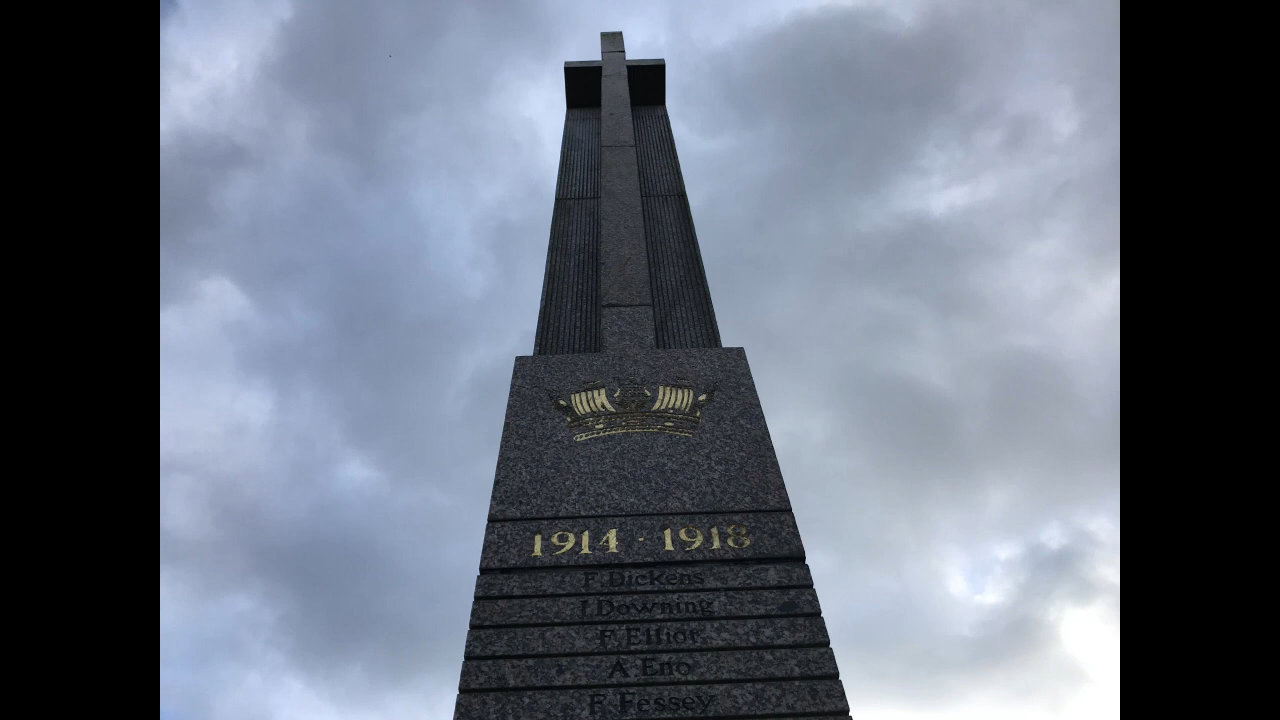 1914 · 1918
F. Dickens
J. Downing
F. Elliot
A. Eno
F. Fessey